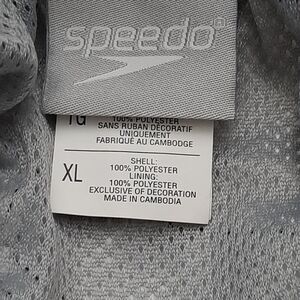 speedo®
TG
100% POLYESTER
SANS RUBAN DÉCORATIF
UNIQUEMENT
FABRIQUÉ AU CAMBODGE
XL
SHELL:
100% POLYESTER
LINING:
100% POLYESTER
EXCLUSIVE OF DECORATION
MADE IN CAMBODIA